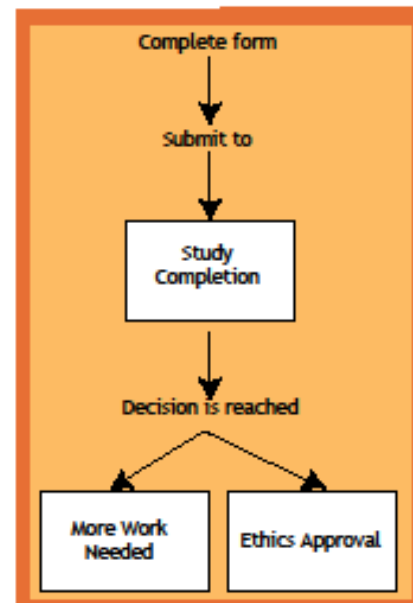 Complete form
Submit to
Study
Completion
Decision is reached
More Work
Needed
Ethics Approval